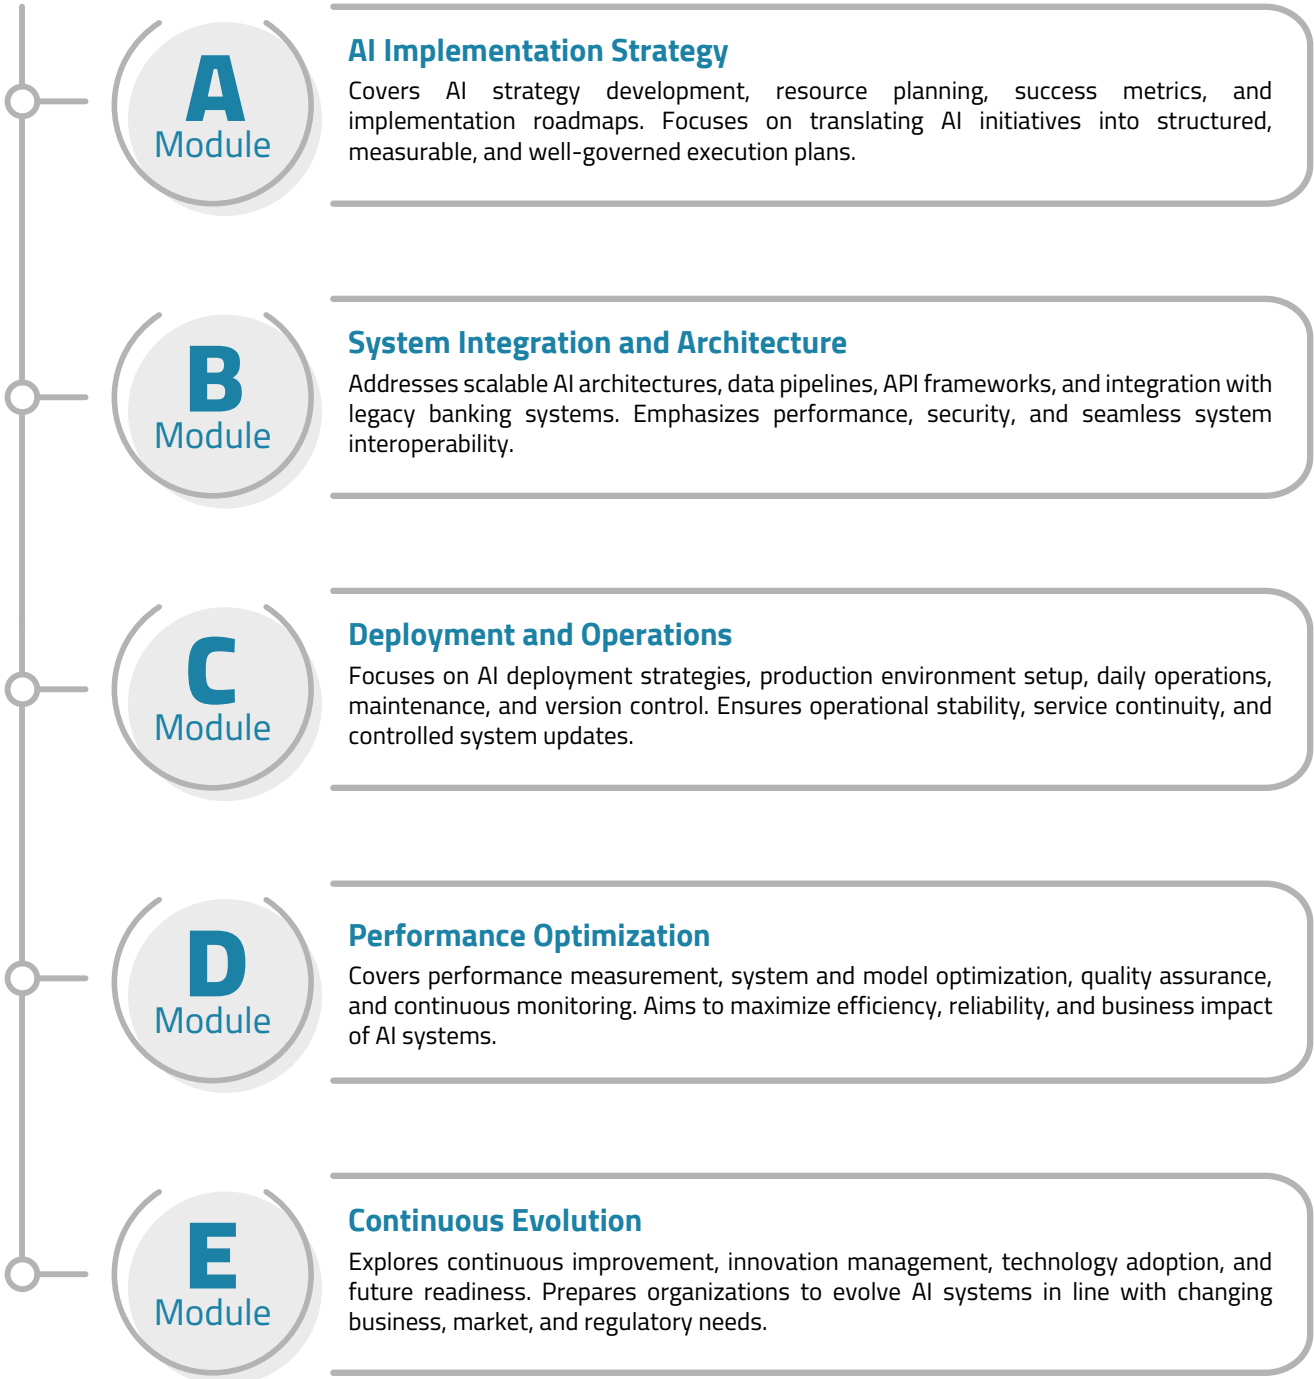 A
Module
AI Implementation Strategy
Covers AI strategy development, resource planning, success metrics, and
implementation roadmaps. Focuses on translating AI initiatives into structured,
measurable, and well-governed execution plans.
B
Module
System Integration and Architecture
Addresses scalable AI architectures, data pipelines, API frameworks, and integration with
legacy banking systems. Emphasizes performance, security, and seamless system
interoperability.
C
Module
Deployment and Operations
Focuses on AI deployment strategies, production environment setup, daily operations,
maintenance, and version control. Ensures operational stability, service continuity, and
controlled system updates.
D
Module
Performance Optimization
Covers performance measurement, system and model optimization, quality assurance,
and continuous monitoring. Aims to maximize efficiency, reliability, and business impact
of AI systems.
E
Module
Continuous Evolution
Explores continuous improvement, innovation management, technology adoption, and
future readiness. Prepares organizations to evolve AI systems in line with changing
business, market, and regulatory needs.